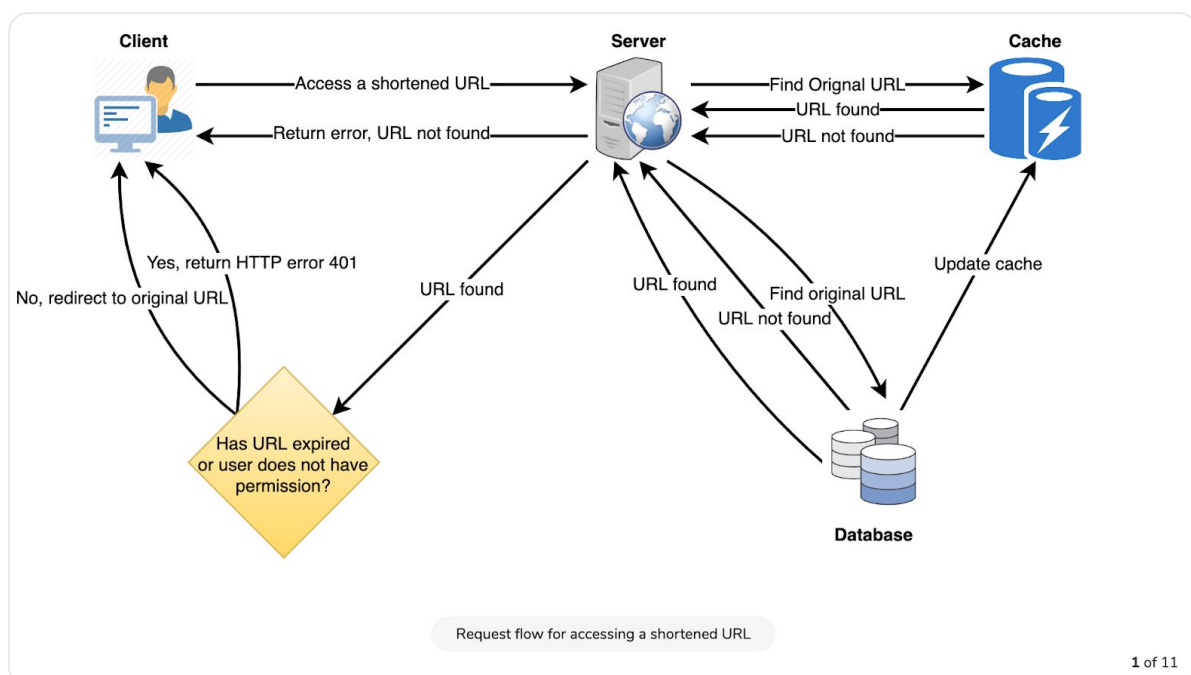 Client
Server
Cache
Access a shortened URL
Find Orignal URL
URL found
Return error, URL not found
URL not found
Yes, return HTTP error 401
No, redirect to original URL
URL found
URL found
Find original URL
URL not found
Update cache
Has URL expired
or user does not have
permission?
Database
Request flow for accessing a shortened URL
1 of 11